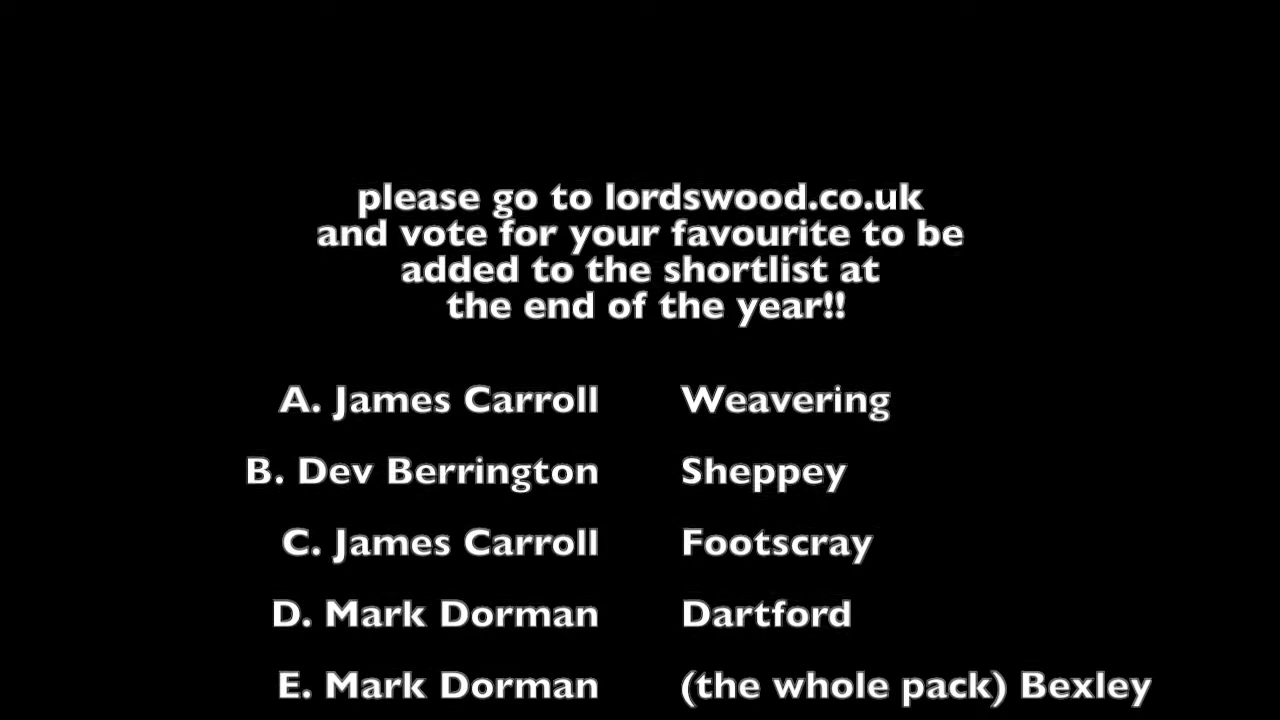 please go to lordswood.co.uk
and vote for your favourite to be
added to the shortlist at
the end of the year!!
A. James Carroll Weavering
B. Dev Berrington Sheppey
C. James Carroll Footscray
D. Mark Dorman Dartford
E. Mark Dorman (the whole pack) Bexley